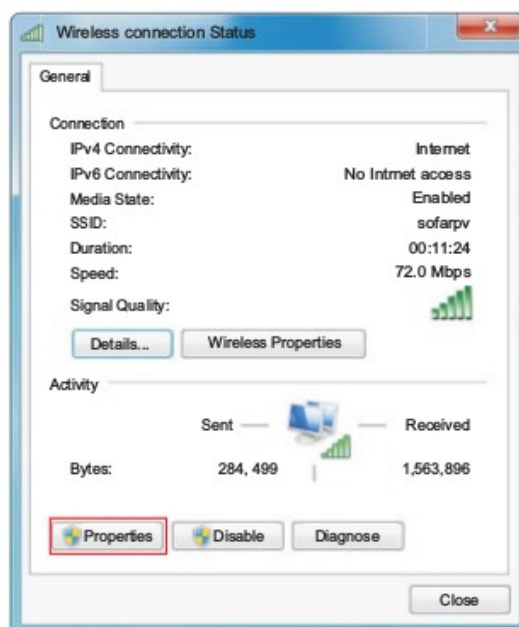 Wireless connection Status
General
Connection
IPv4 Connectivity: Internet
IPv6 Connectivity: No Intrnet access
Media State: Enabled
SSID: sofarpv
Duration: 00:11:24
Speed: 72.0 Mbps
Signal Quality:
Details... Wireless Properties
Activity
Sent Received
Bytes: 284, 499 1,563,896
Properties Disable Diagnose
Close